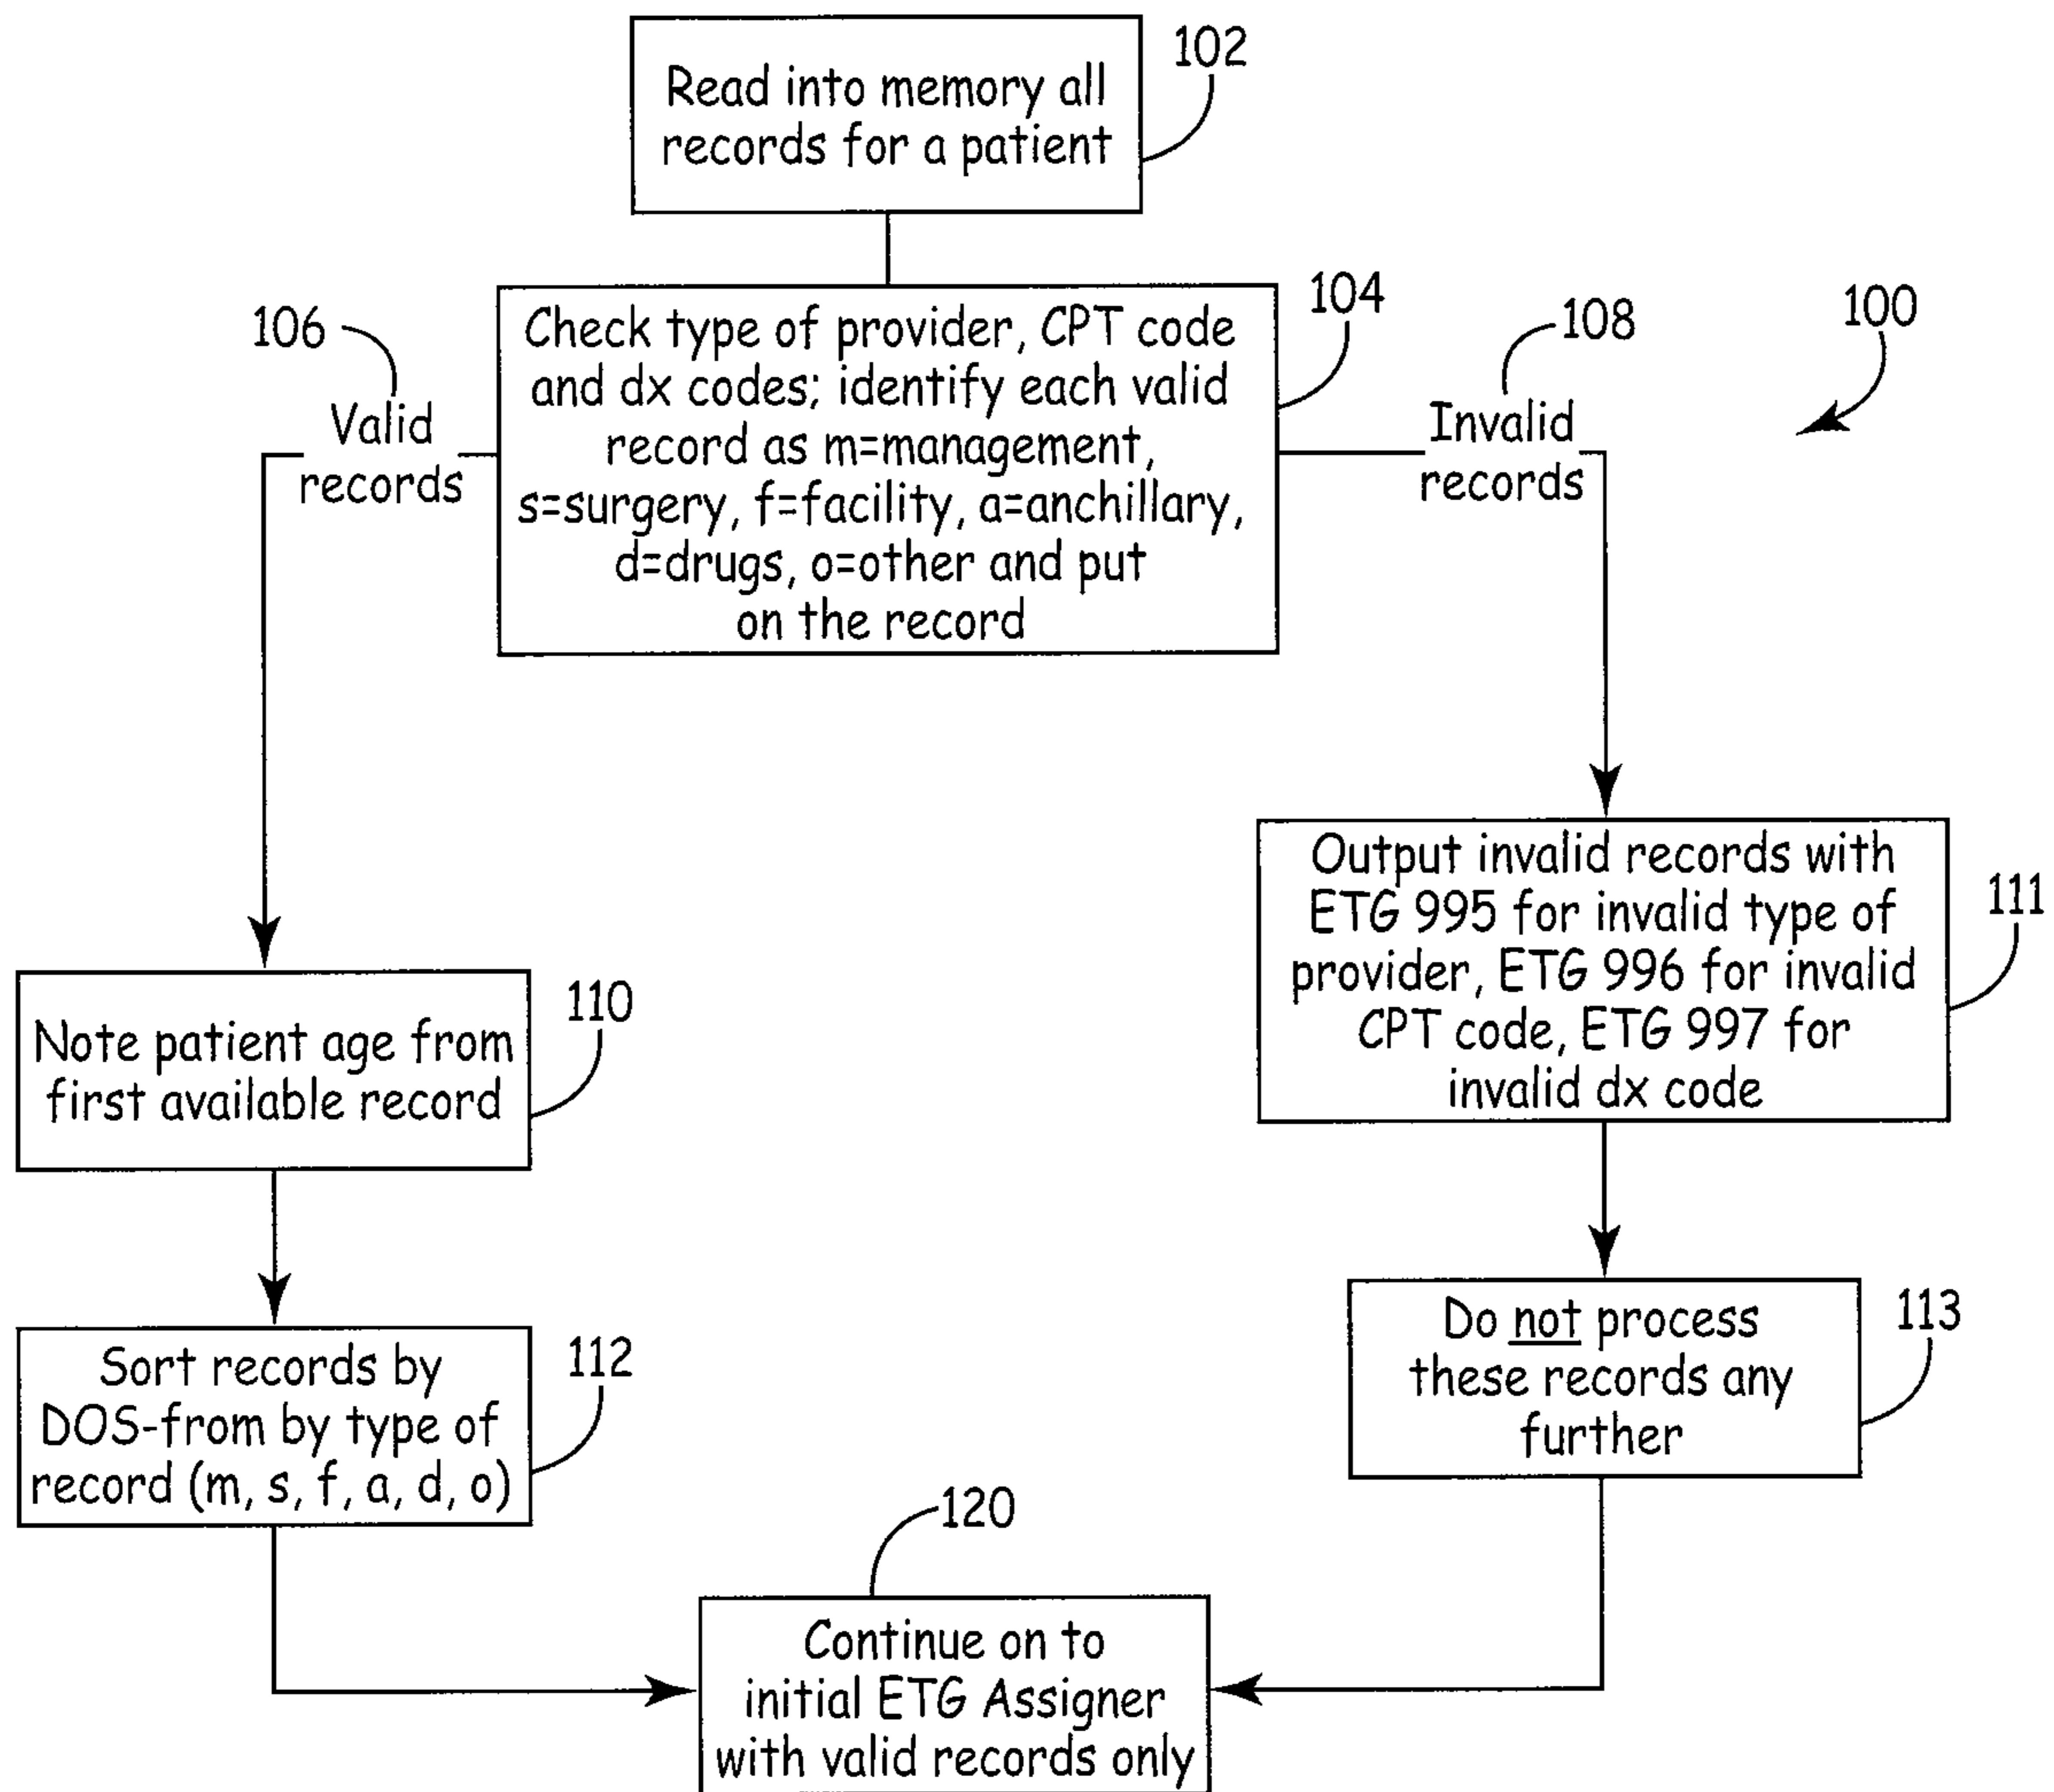 102
Read into memory all
records for a patient
104
Check type of provider, CPT code
and dx codes; identify each valid
record as m=management,
s=surgery, f=facility, a=anchillary,
d=drugs, o=other and put
on the record
106
Valid
records
108
Invalid
records
100
Output invalid records with
ETG 995 for invalid type of
provider, ETG 996 for invalid
CPT code, ETG 997 for
invalid dx code
111
110
Note patient age from
first available record
Do not process
these records any
further
113
112
Sort records by
DOS-from by type of
record (m, s, f, a, d, o)
120
Continue on to
initial ETG Assigner
with valid records only